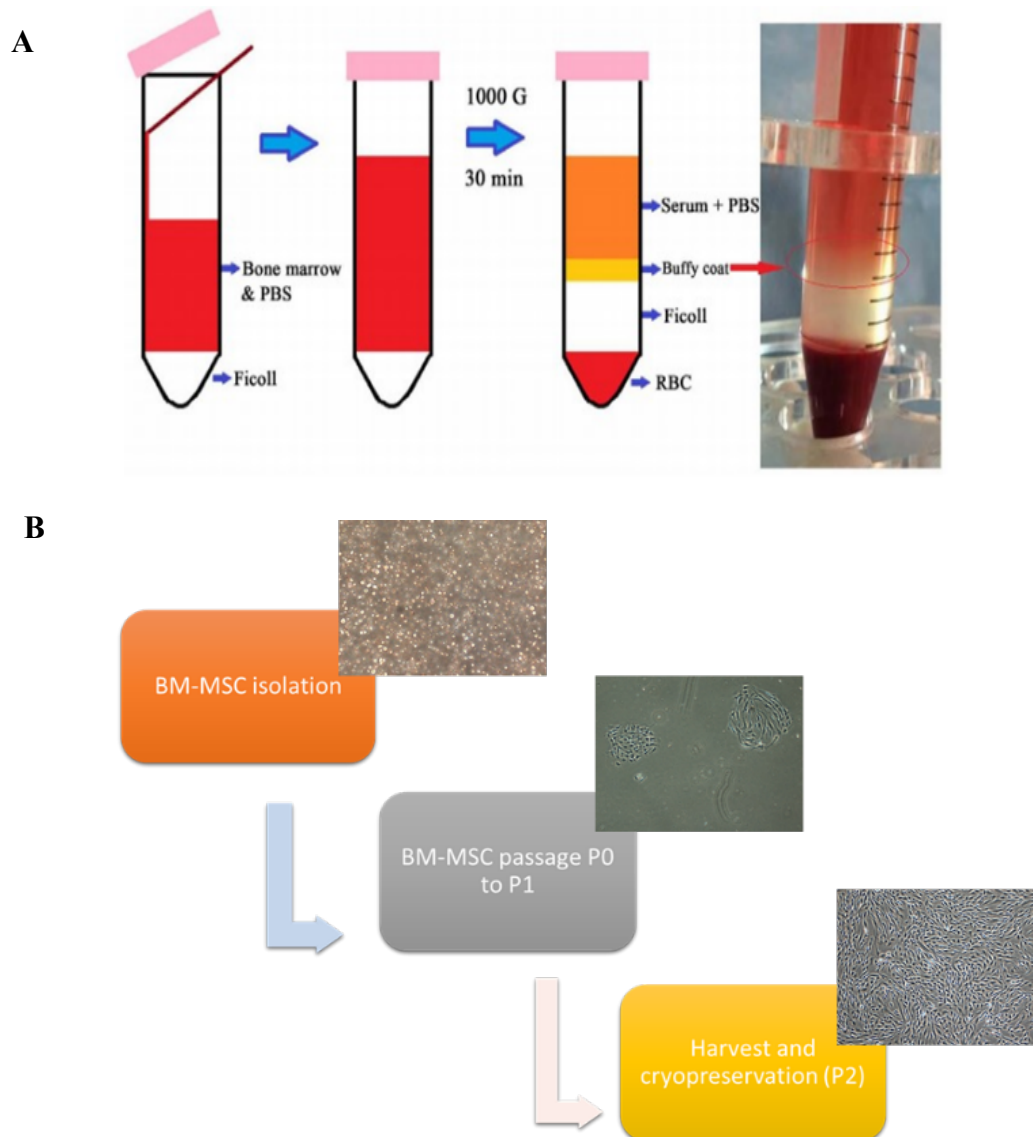 A
1000 G
30 min
Bone marrow
& PBS
Ficoll
Serum + PBS
Buffy coat
Ficoll
RBC
B
BM-MSC isolation
BM-MSC passage P0
to P1
Harvest and
cryopreservation (P2)